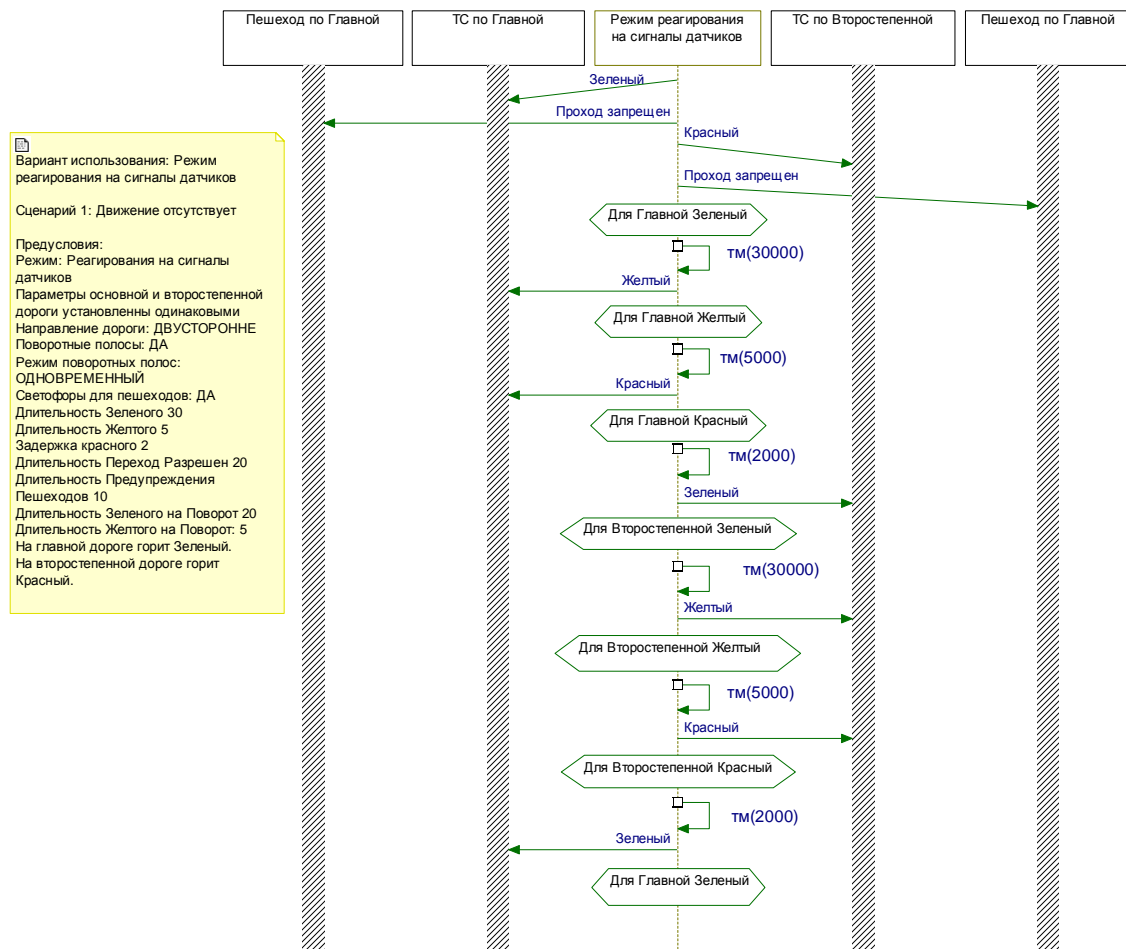 Пешеход по Главной
ТС по Главной
Режим реагирования
на сигналы датчиков
ТС по Второстепенной
Пешеход по Главной
Зеленый
Проход запрещен
Красный
Проход запрещен
Вариант использования: Режим
реагирования на сигналы датчиков
Сценарий 1: Движение отсутствует
Предусловия:
Режим: Реагирования на сигналы
датчиков
Параметры основной и второстепенной
дороги установленны одинаковыми
Направление дороги: ДВУСТОРОННЕ
Поворотные полосы: ДА
Режим поворотных полос:
ОДНОВРЕМЕННЫЙ
Светофоры для пешеходов: ДА
Длительность Зеленого 30
Длительность Желтого 5
Задержка красного 2
Длительность Переход Разрешен 20
Длительность Предупреждения
Пешеходов 10
Длительность Зеленого на Поворот 20
Длительность Желтого на Поворот: 5
На главной дороге горит Зеленый.
На второстепенной дороге горит
Красный.
Для Главной Зеленый
тм(30000)
Желтый
Для Главной Желтый
тм(5000)
Красный
Для Главной Красный
тм(2000)
Зеленый
Для Второстепенной Зеленый
тм(30000)
Желтый
Для Второстепенной Желтый
тм(5000)
Красный
Для Второстепенной Красный
тм(2000)
Зеленый
Для Главной Зеленый